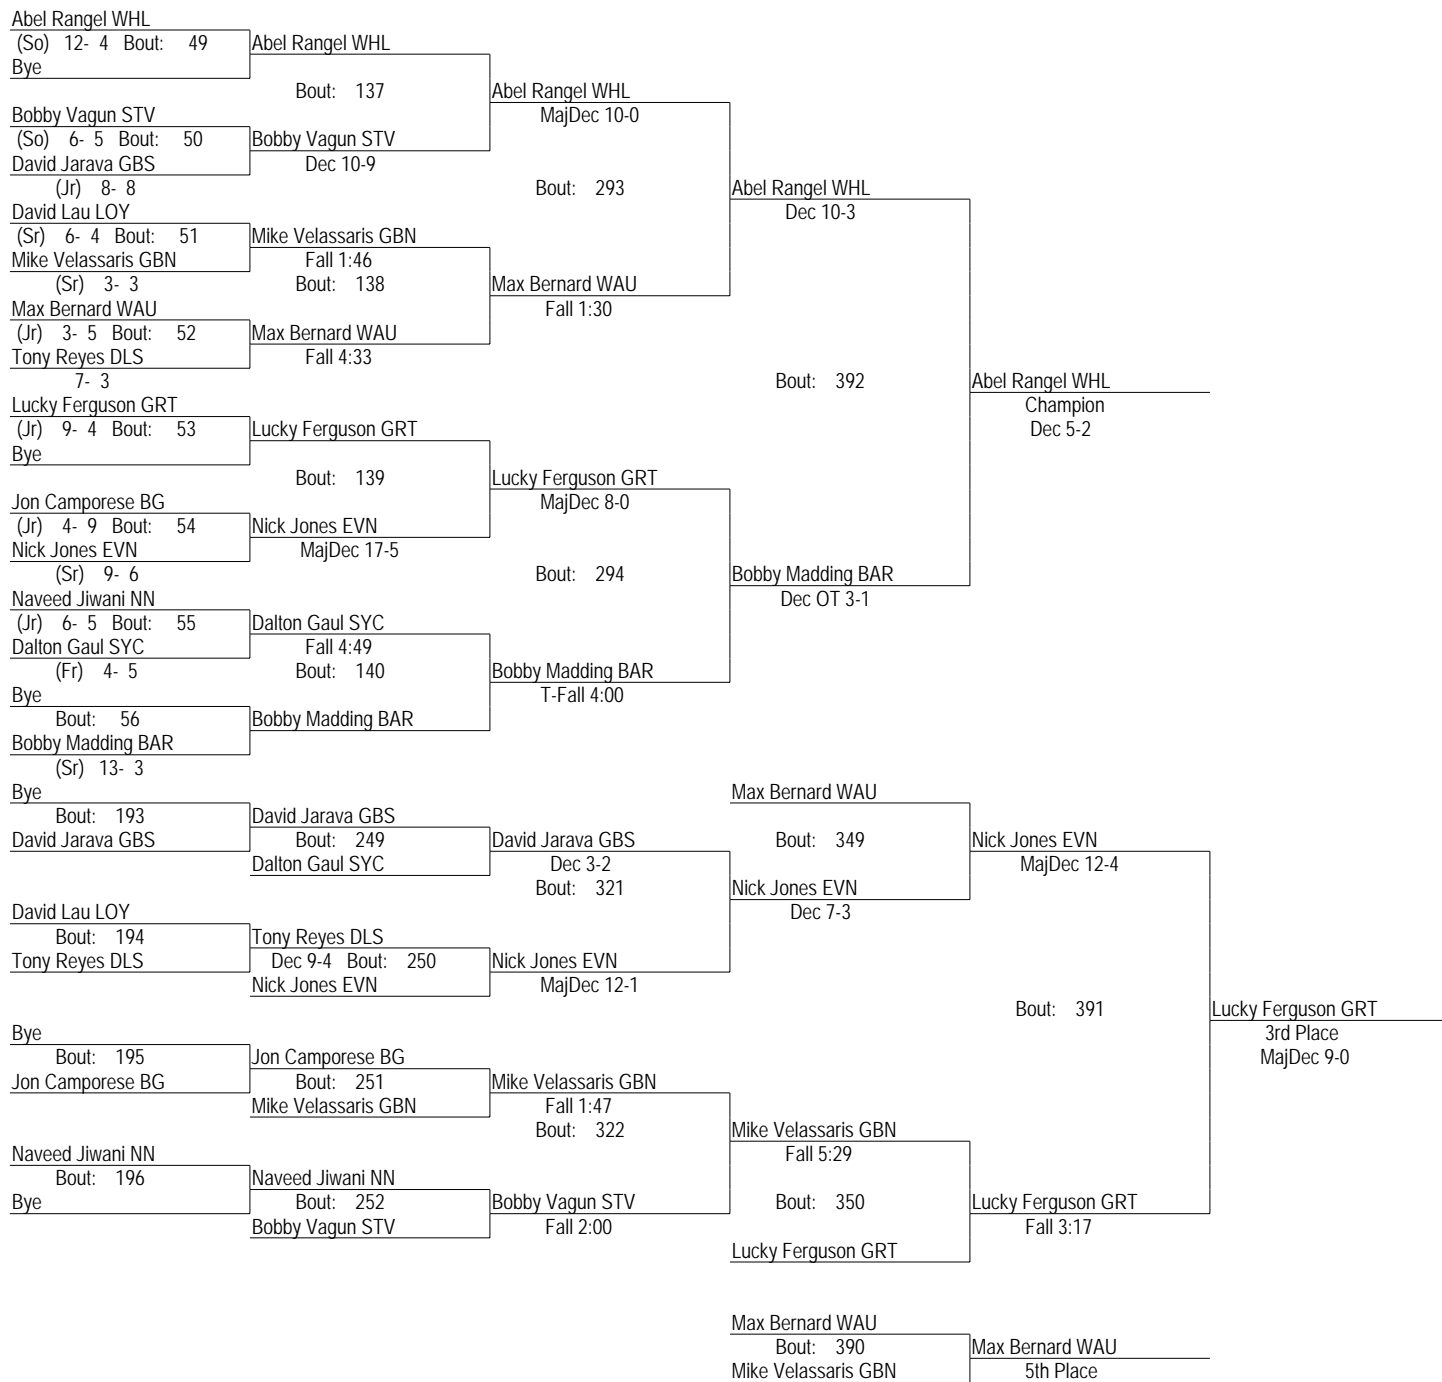 Abel Rangel WHL
(So) 12- 4 Bout: 49 Abel Rangel WHL
Bye
Bout: 137 Abel Rangel WHL
Bobby Vagun STV MajDec 10-0
(So) 6- 5 Bout: 50 Bobby Vagun STV
David Jarava GBS Dec 10-9
(Jr) 8- 8 Bout: 293 Abel Rangel WHL
David Lau LOY Dec 10-3
(Sr) 6- 4 Bout: 51 Mike Velassaris GBN
Mike Velassaris GBN Fall 1:46
(Sr) 3- 3 Bout: 138 Max Bernard WAU
Max Bernard WAU Fall 1:30
(Jr) 3- 5 Bout: 52 Max Bernard WAU
Tony Reyes DLS Fall 4:33
7- 3 Bout: 392 Abel Rangel WHL
Lucky Ferguson GRT Champion
(Jr) 9- 4 Bout: 53 Lucky Ferguson GRT Dec 5-2
Bye
Bout: 139 Lucky Ferguson GRT
Jon Camporese BG MajDec 8-0
(Jr) 4- 9 Bout: 54 Nick Jones EVN
Nick Jones EVN MajDec 17-5
(Sr) 9- 6 Bout: 294 Bobby Madding BAR
Naveed Jiwani NN Dec OT 3-1
(Jr) 6- 5 Bout: 55 Dalton Gaul SYC
Dalton Gaul SYC Fall 4:49
(Fr) 4- 5 Bout: 140 Bobby Madding BAR
Bye T-Fall 4:00
Bout: 56 Bobby Madding BAR
Bobby Madding BAR
(Sr) 13- 3
Bye Max Bernard WAU
Bout: 193 David Jarava GBS
David Jarava GBS Bout: 249 David Jarava GBS Bout: 349 Nick Jones EVN
Dalton Gaul SYC Dec 3-2 MajDec 12-4
Bout: 321 Nick Jones EVN
David Lau LOY Dec 7-3
Bout: 194 Tony Reyes DLS
Tony Reyes DLS Dec 9-4 Bout: 250 Nick Jones EVN
Nick Jones EVN MajDec 12-1
Bout: 391 Lucky Ferguson GRT
Bye 3rd Place
Bout: 195 Jon Camporese BG MajDec 9-0
Jon Camporese BG Bout: 251 Mike Velassaris GBN
Mike Velassaris GBN Fall 1:47
Bout: 322 Mike Velassaris GBN
Naveed Jiwani NN Fall 5:29
Bout: 196 Naveed Jiwani NN
Bye Bout: 252 Bobby Vagun STV Bout: 350 Lucky Ferguson GRT
Bobby Vagun STV Fall 2:00 Fall 3:17
Lucky Ferguson GRT
Max Bernard WAU
Bout: 390 Max Bernard WAU
Mike Velassaris GBN 5th Place